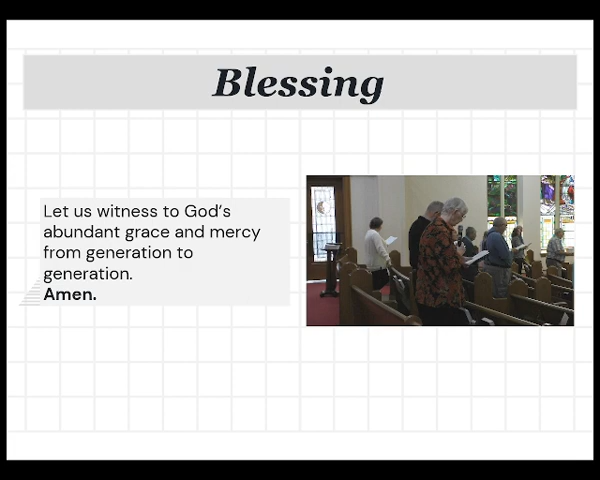 Blessing
Let us witness to God’s
abundant grace and mercy
from generation to
generation.
Amen.